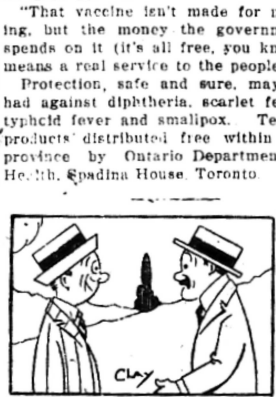 "That vaccine isn't made for
ing, but the money the governm
spends on it (it's all free, you kn
means a real service to the people
Protection, safe and sure, may
had against diphtheria, scarlet fe
typhoid fever and smallpox. Te
products distributed free within
province by Ontario Departmen
Health, Spadina House, Toronto.
CLAY